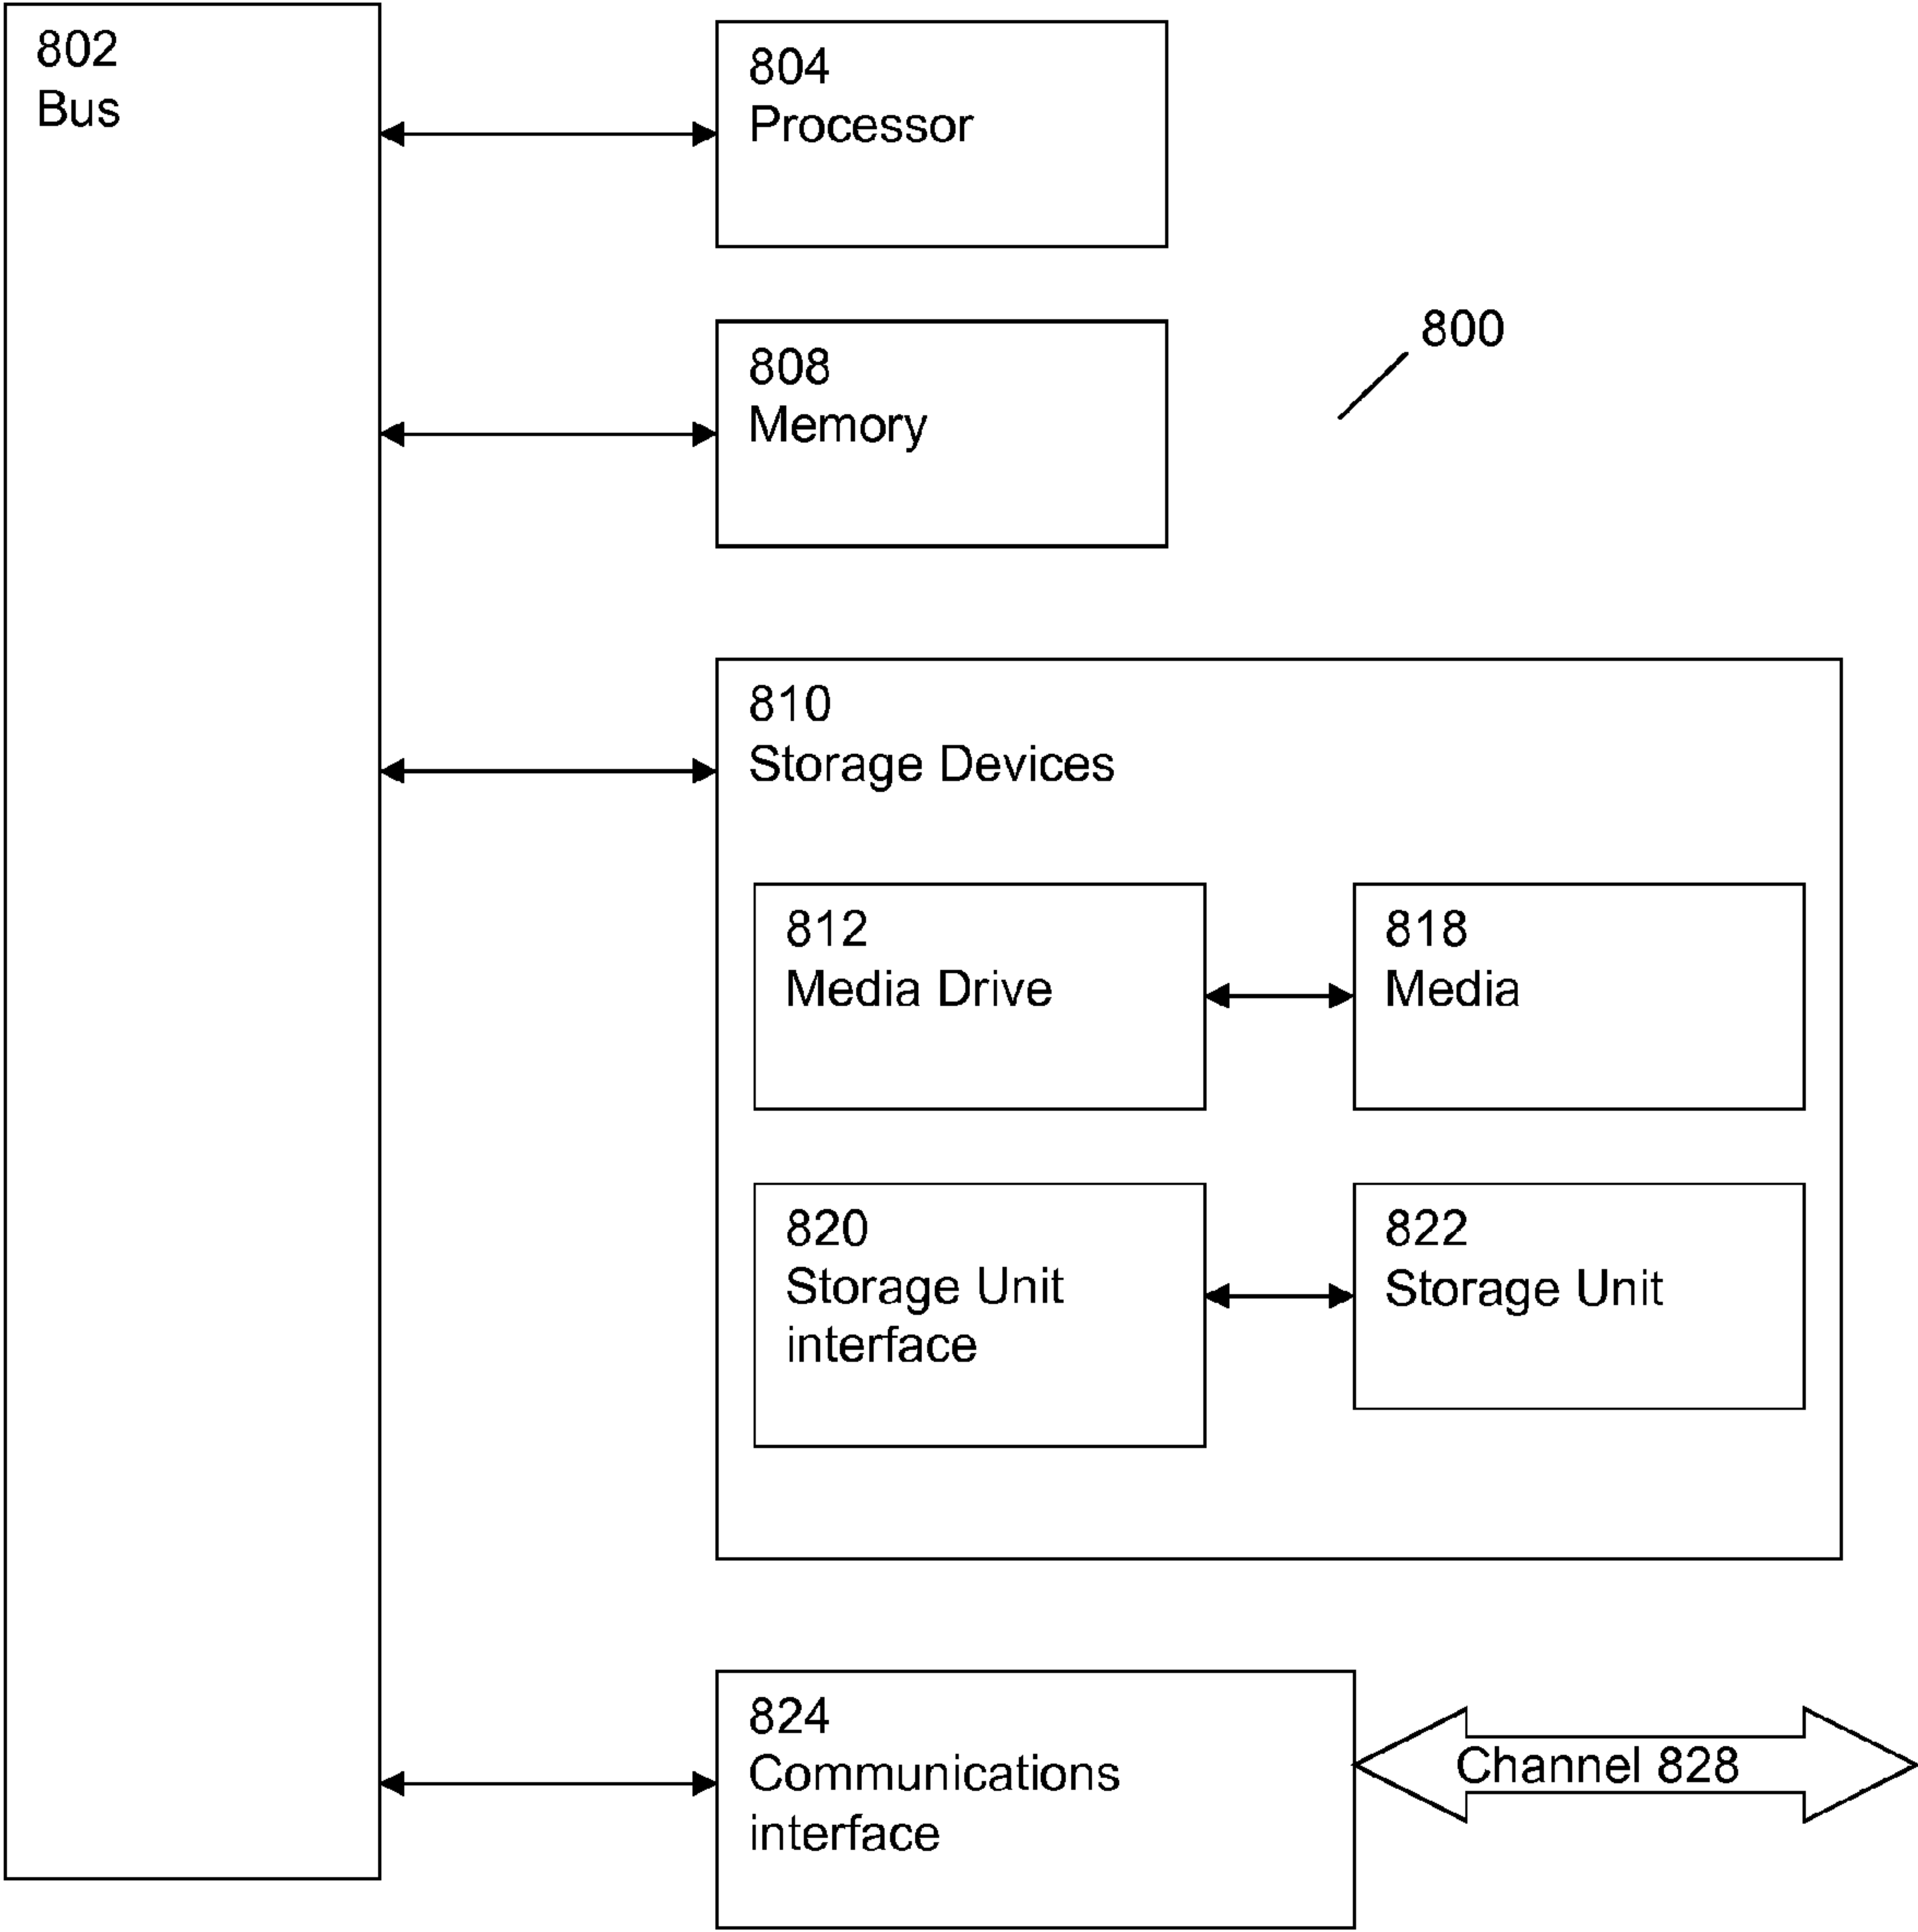 802
Bus
804
Processor
808
Memory
800
810
Storage Devices
812
Media Drive
818
Media
820
Storage Unit
interface
822
Storage Unit
824
Communications
interface
Channel 828